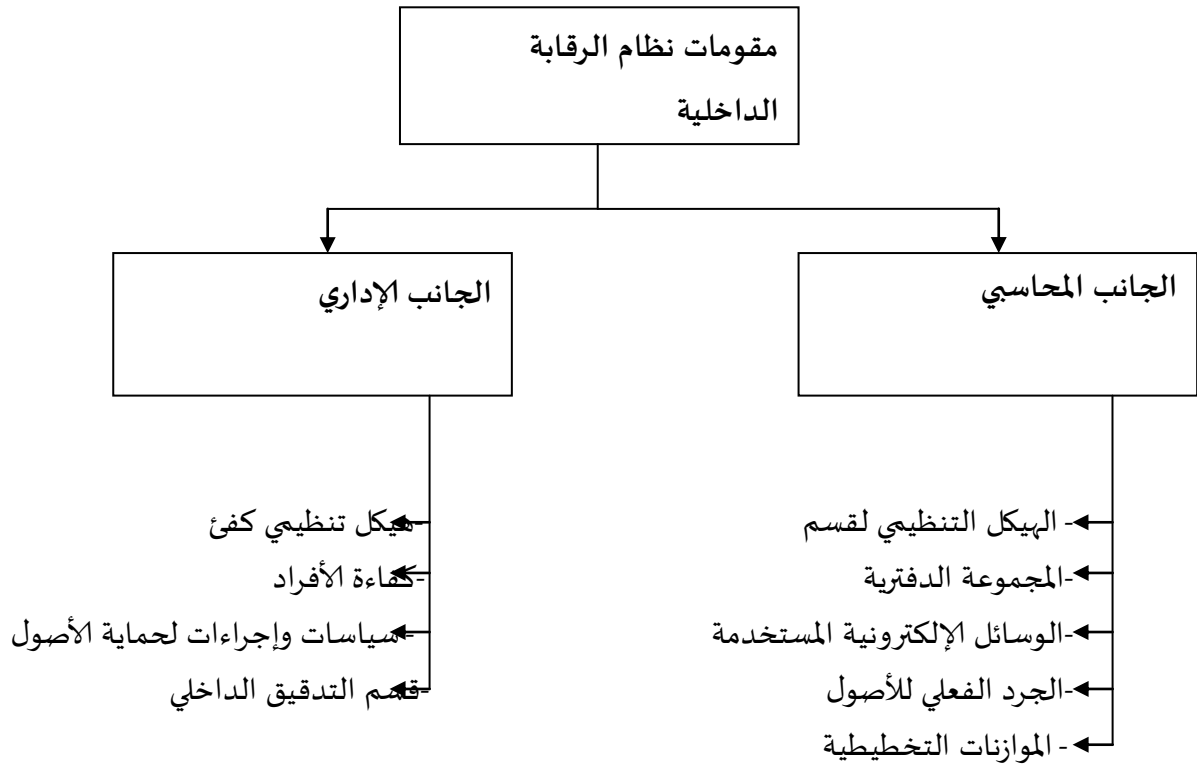 مقومات نظام الرقابة
الداخلية
الجانب المحاسبي
- الهيكل التنظيمي لقسم
-المجموعة الدفترية
-الوسائل الإلكترونية المستخدمة
-الجرد الفعلي للأصول
- الموازنات التخطيطية
الجانب الإداري
-هيكل تنظيمي كفئ
-كفاءة الأفراد
- سياسات وإجراءات لحماية الأصول
-قسم التدقيق الداخلي